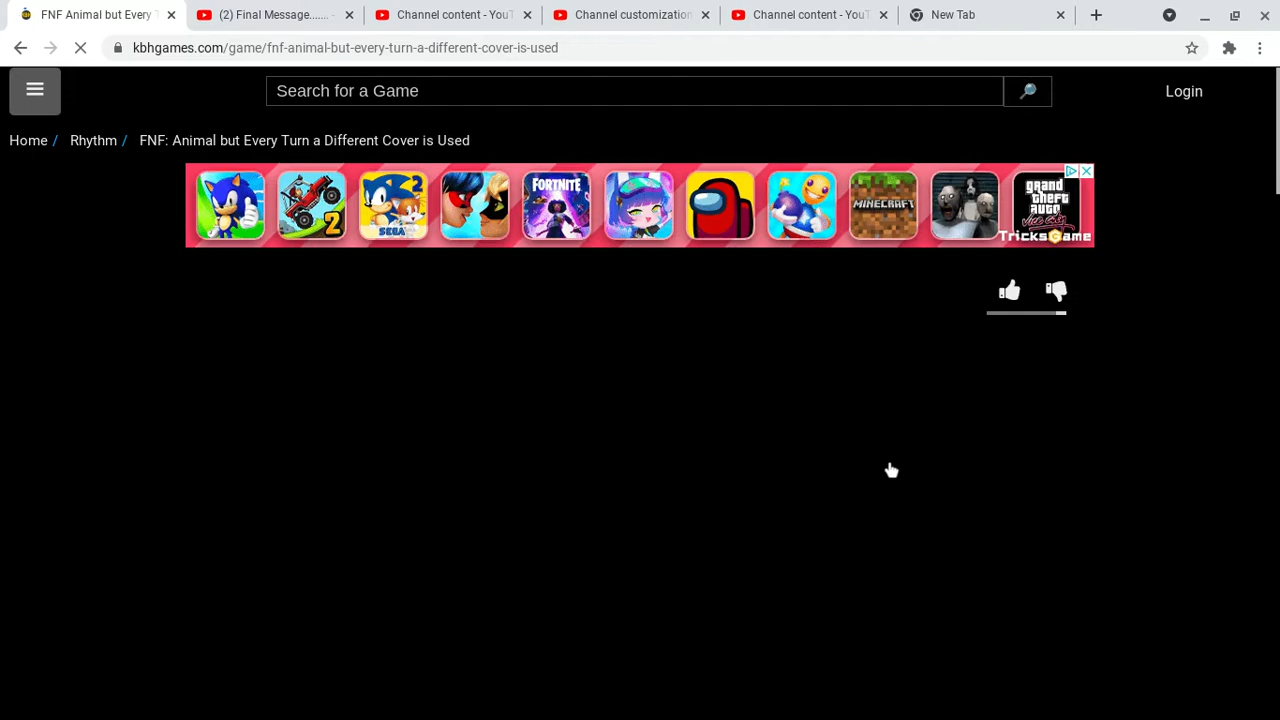 FNF Animal but Every T
(2) Final Message...... -
Channel content - YouT
Channel customization
Channel content - YouT
New Tab
kbhgames.com/game/fnf-animal-but-every-turn-a-different-cover-is-used
Search for a Game
Login
Home / Rhythm / FNF: Animal but Every Turn a Different Cover is Used
2
2
SEGA
FORTNITE
MINECRAFT
grand
theft
auto
Vice City
TricksGame